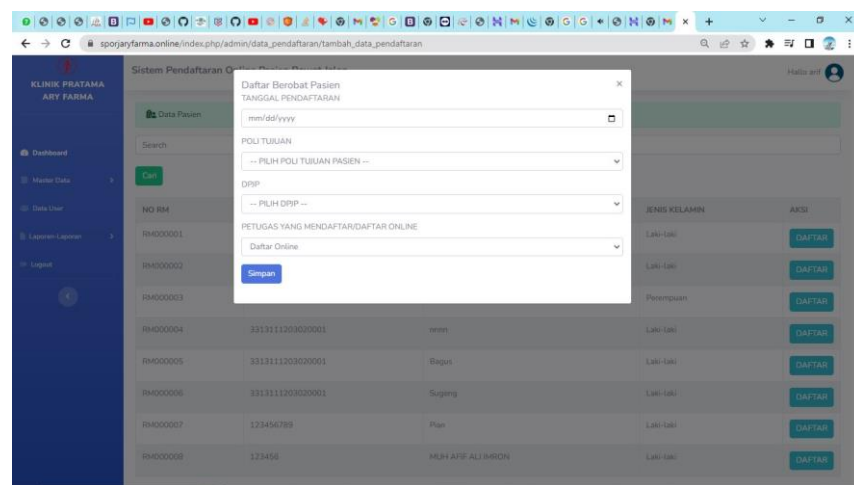 sporjaryfarma.online/index.php/admin/data_pendaftaran/tambah_data_pendaftaran
KLINIK PRATAMA
ARY FARMA
Dashboard
Master Data
Data User
Laporan-Laporan
Logout
Sistem Pendaftaran Online Pasien Rawat Jalan
Hallo arif
Data Pasien
Search
Cari
Daftar Berobat Pasien
×
TANGGAL PENDAFTARAN
mm/dd/yyyy
POLI TUJUAN
-- PILIH POLI TUJUAN PASIEN --
DPJP
-- PILIH DPJP --
PETUGAS YANG MENDAFTAR/DAFTAR ONLINE
Daftar Online
Simpan
NO RM JENIS KELAMIN AKSI
RM000001 Laki-laki DAFTAR
RM000002 Laki-laki DAFTAR
RM000003 Perempuan DAFTAR
RM000004 3313111203020001 Laki-laki DAFTAR
RM000005 3313111203020001 Bagus Laki-laki DAFTAR
RM000006 3313111203020001 Sugeng Laki-laki DAFTAR
RM000007 123456789 Laki-laki DAFTAR
RM000008 123456 MUH AFIF ALI IMRON Laki-laki DAFTAR